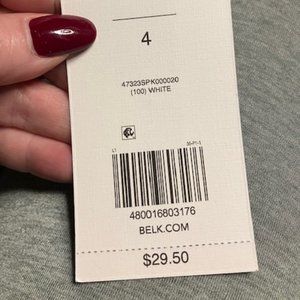 4
47323SPK000020
(100) WHITE
480016803176
BELK.COM
$29.50